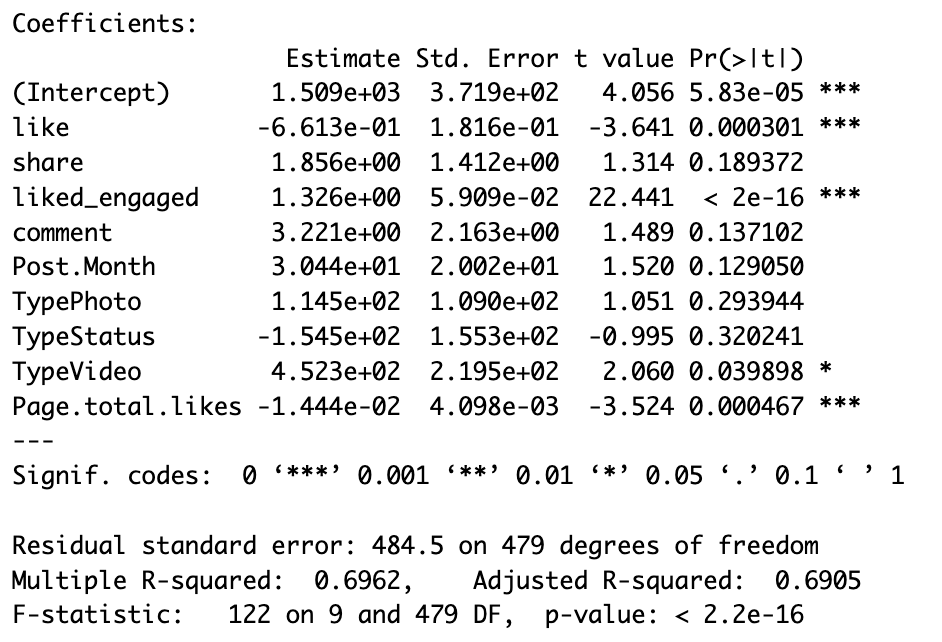 Coefficients:
                  Estimate Std. Error t value Pr(>|t|)
(Intercept)      1.509e+03  3.719e+02   4.056 5.83e-05 ***
like            -6.613e-01  1.816e-01  -3.641 0.000301 ***
share            1.856e+00  1.412e+00   1.314 0.189372
liked_engaged    1.326e+00  5.909e-02  22.441  < 2e-16 ***
comment          3.221e+00  2.163e+00   1.489 0.137102
Post.Month       3.044e+01  2.002e+01   1.520 0.129050
TypePhoto        1.145e+02  1.090e+02   1.051 0.293944
TypeStatus      -1.545e+02  1.553e+02  -0.995 0.320241
TypeVideo        4.523e+02  2.195e+02   2.060 0.039898 *
Page.total.likes -1.444e-02  4.098e-03  -3.524 0.000467 ***
---
Signif. codes:  0 ‘***’ 0.001 ‘**’ 0.01 ‘*’ 0.05 ‘.’ 0.1 ‘ ’ 1

Residual standard error: 484.5 on 479 degrees of freedom
Multiple R-squared:  0.6962,    Adjusted R-squared:  0.6905
F-statistic:   122 on 9 and 479 DF,  p-value: < 2.2e-16